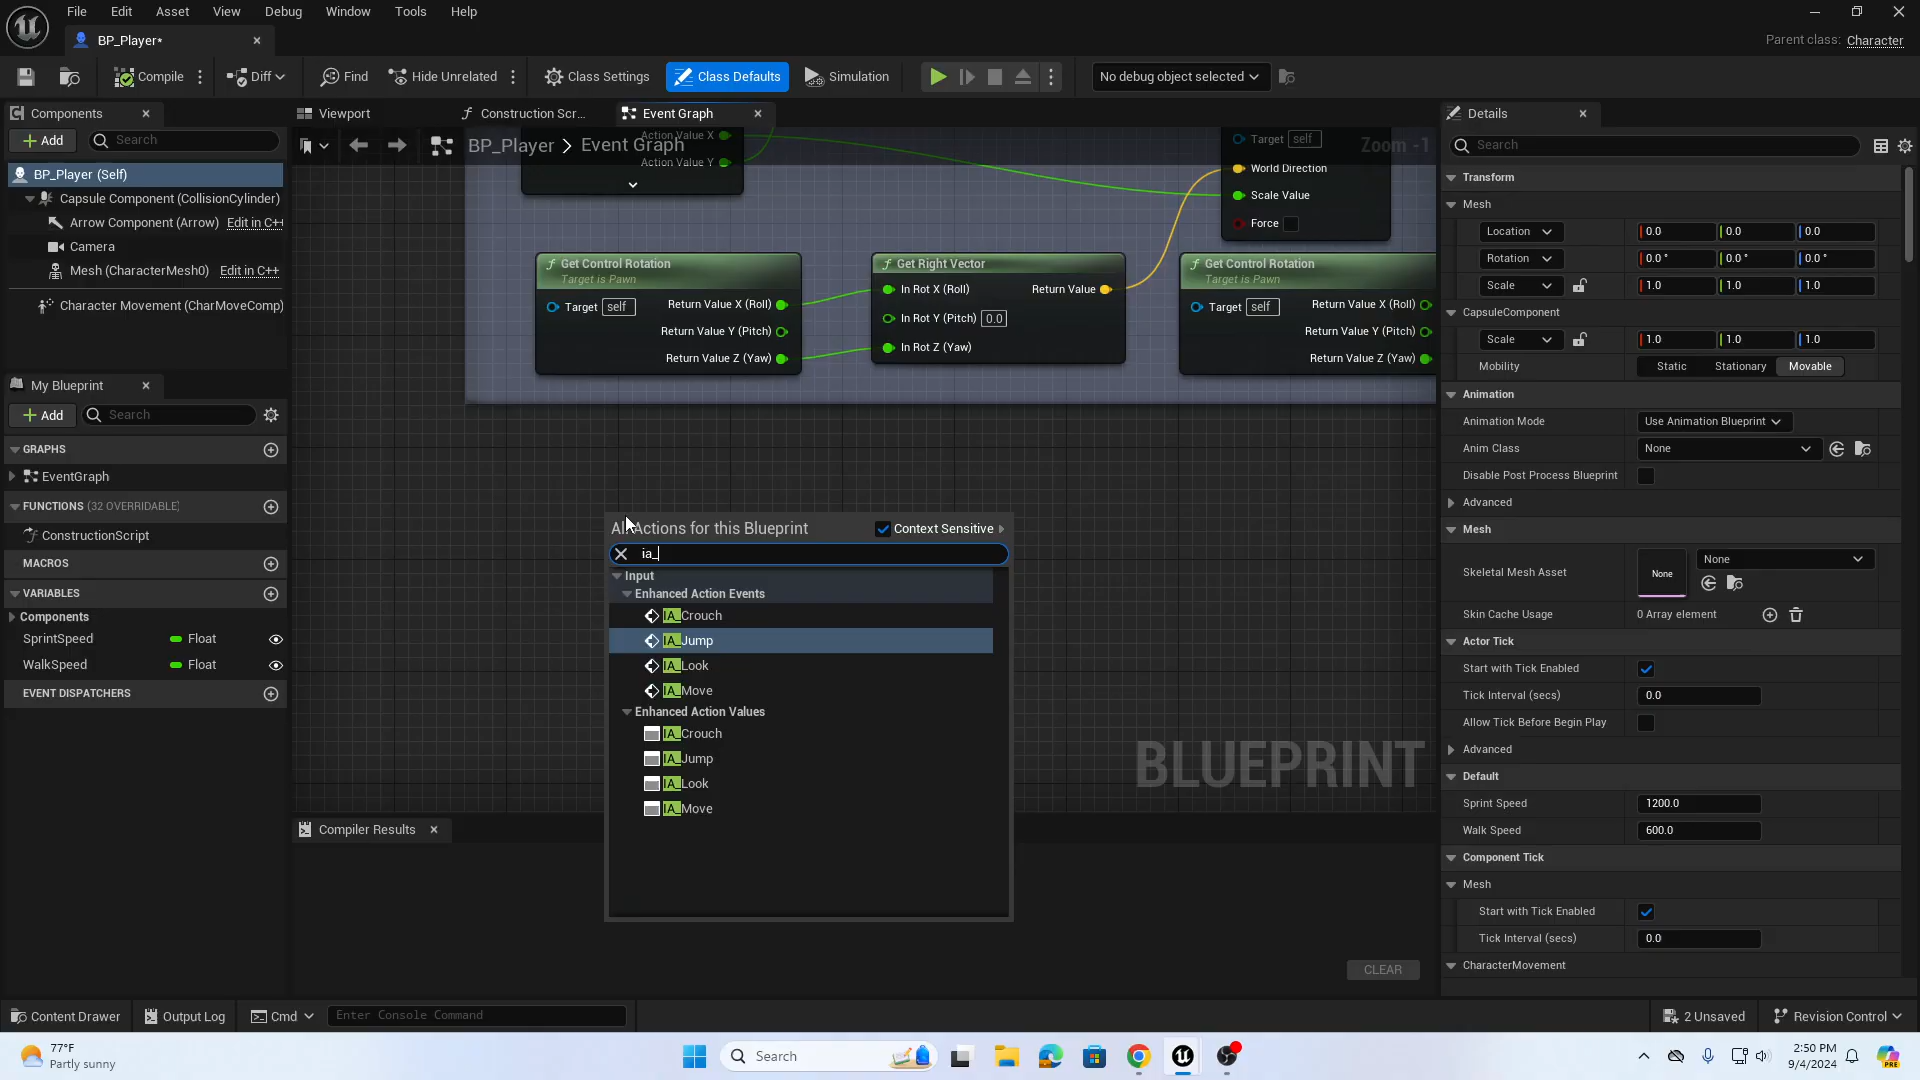 File Edit Asset View Debug Window Tools Help
BP_Player*
Parent class: Character
Compile Diff Find Hide Unrelated Class Settings Class Defaults Simulation No debug object selected
Components
Add Search
BP_Player (Self)
Capsule Component (CollisionCylinder)
Arrow Component (Arrow) Edit in C++
Camera
Mesh (CharacterMesh0) Edit in C++
Character Movement (CharMoveComp)
My Blueprint
Add Search
GRAPHS
EventGraph
FUNCTIONS (32 OVERRIDABLE)
ConstructionScript
MACROS
VARIABLES
Components
SprintSpeed Float
WalkSpeed Float
EVENT DISPATCHERS
Viewport Construction Scr... Event Graph
BP_Player > Event Graph Zoom -1
Action Value X
Action Value Y
Target self
World Direction
Scale Value
Force
Get Control Rotation
Target is Pawn
Target self
Return Value X (Roll)
Return Value Y (Pitch)
Return Value Z (Yaw)
Get Right Vector
In Rot X (Roll) Return Value
In Rot Y (Pitch) 0.0
In Rot Z (Yaw)
Get Control Rotation
Target is Pawn
Target self
Return Value X (Roll)
Return Value Y (Pitch)
Return Value Z (Yaw)
All Actions for this Blueprint Context Sensitive
ia_
Input
Enhanced Action Events
IA_Crouch
IA_Jump
IA_Look
IA_Move
Enhanced Action Values
IA_Crouch
IA_Jump
IA_Look
IA_Move
BLUEPRINT
Compiler Results
CLEAR
Details
Search
Transform
Mesh
Location 0.0 0.0 0.0
Rotation 0.0 ° 0.0 ° 0.0 °
Scale 1.0 1.0 1.0
CapsuleComponent
Scale 1.0 1.0 1.0
Mobility Static Stationary Movable
Animation
Animation Mode Use Animation Blueprint
Anim Class None
Disable Post Process Blueprint
Advanced
Mesh
Skeletal Mesh Asset None None
Skin Cache Usage 0 Array element
Actor Tick
Start with Tick Enabled
Tick Interval (secs) 0.0
Allow Tick Before Begin Play
Advanced
Default
Sprint Speed 1200.0
Walk Speed 600.0
Component Tick
Mesh
Start with Tick Enabled
Tick Interval (secs) 0.0
CharacterMovement
Content Drawer Output Log Cmd Enter Console Command 2 Unsaved Revision Control
77°F
Partly sunny
Search
2:50 PM
9/4/2024
PRE